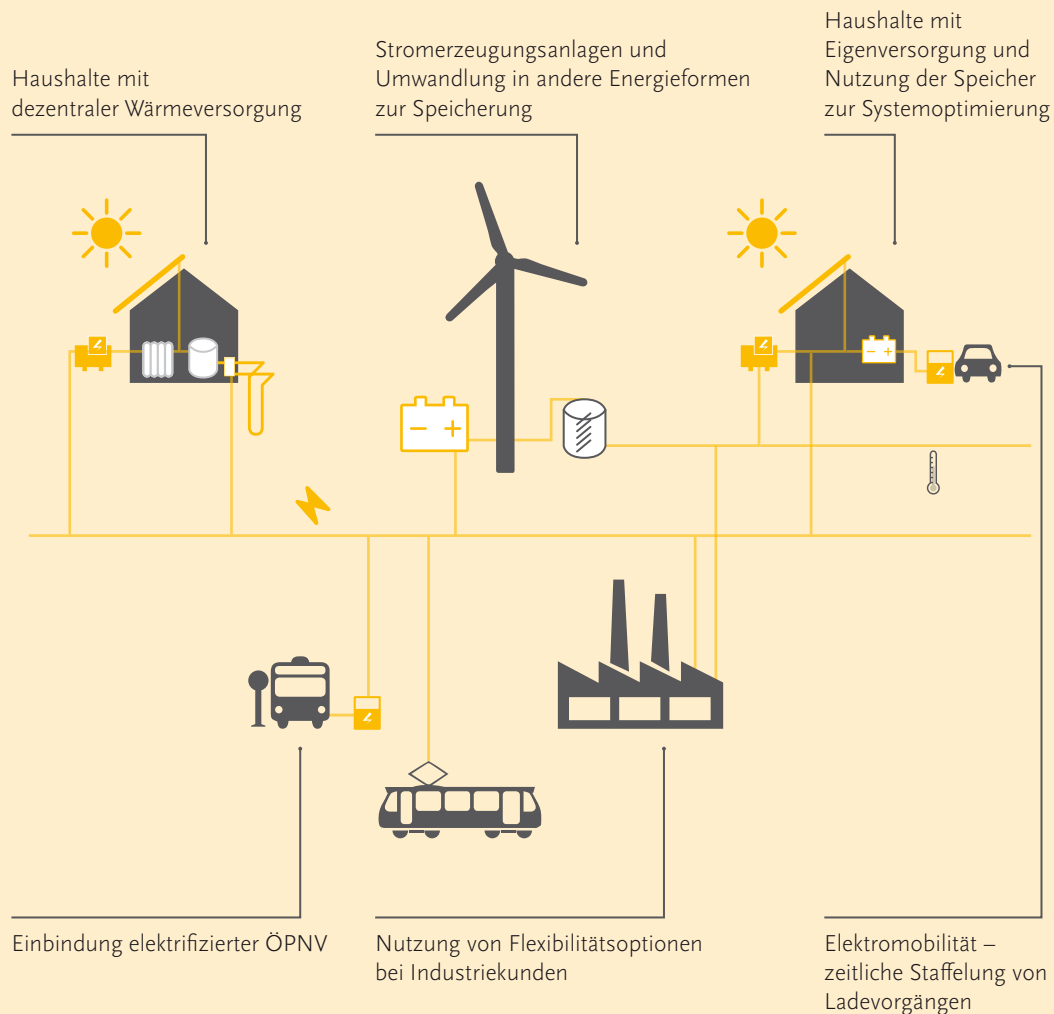 Haushalte mit
dezentraler Wärmeversorgung
Stromerzeugungsanlagen und
Umwandlung in andere Energieformen
zur Speicherung
Haushalte mit
Eigenversorgung und
Nutzung der Speicher
zur Systemoptimierung
Einbindung elektrifizierter ÖPNV
Nutzung von Flexibilitätsoptionen
bei Industriekunden
Elektromobilität –
zeitliche Staffelung von
Ladevorgängen